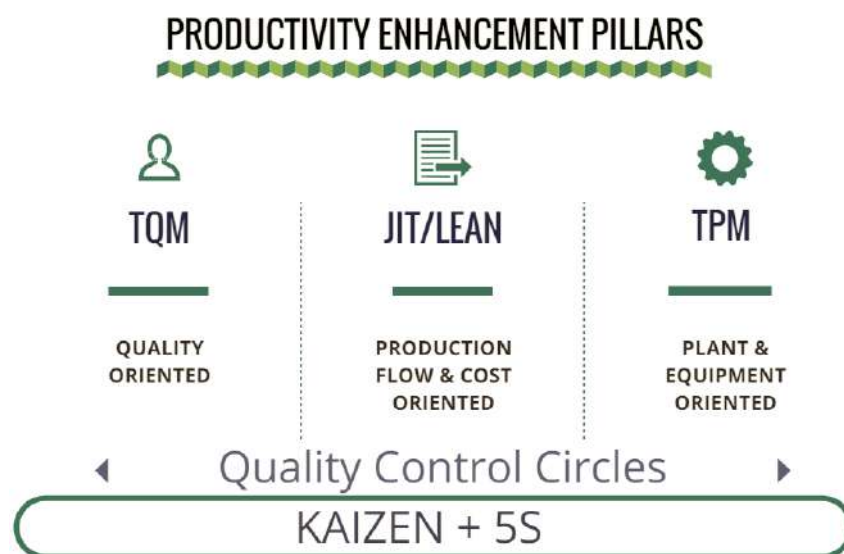 PRODUCTIVITY ENHANCEMENT PILLARS
TQM
QUALITY
ORIENTED
JIT/LEAN
PRODUCTION
FLOW & COST
ORIENTED
TPM
PLANT &
EQUIPMENT
ORIENTED
Quality Control Circles
KAIZEN + 5S